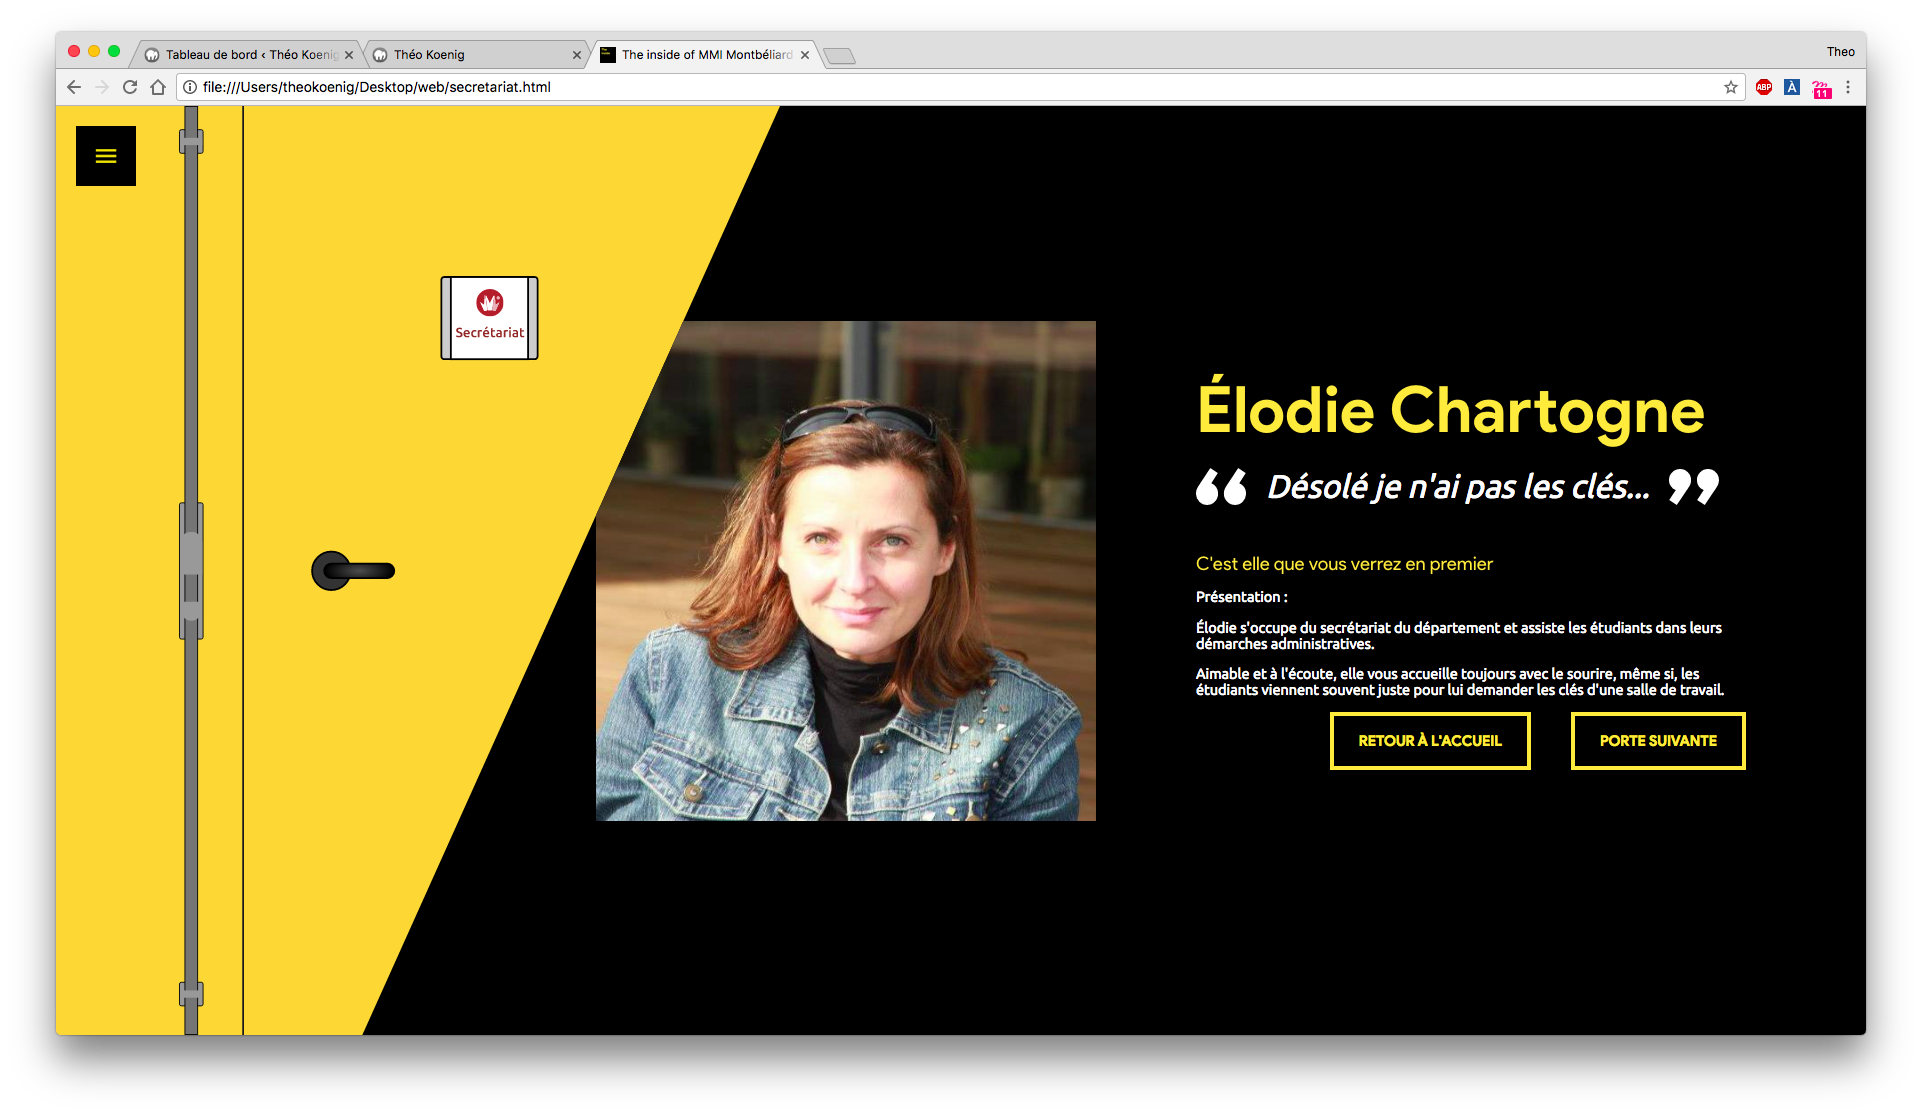 Tableau de bord ‹ Théo Koenig
Théo Koenig
The inside of MMI Montbéliard
Theo
file:///Users/theokoenig/Desktop/web/secretariat.html
ABP
À
11
Secrétariat
Élodie Chartogne
“ Désolé je n'ai pas les clés... ”
C'est elle que vous verrez en premier
Présentation :
Élodie s'occupe du secrétariat du département et assiste les étudiants dans leurs
démarches administratives.
Aimable et à l'écoute, elle vous accueille toujours avec le sourire, même si, les
étudiants viennent souvent juste pour lui demander les clés d'une salle de travail.
RETOUR À L'ACCUEIL
PORTE SUIVANTE